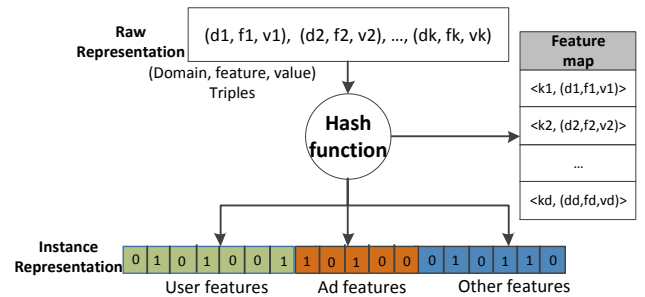 Raw
Representation
(d1, f1, v1), (d2, f2, v2), ..., (dk, fk, vk)
(Domain, feature, value)
Triples
Hash
function
Feature
map
<k1, (d1,f1,v1)>
<k2, (d2,f2,v2)>
...
<kd, (dd,fd,vd)>
Instance
Representation
0 1 0 1 0 0 1 1 0 1 0 0 0 1 0 1 1 0
User features Ad features Other features